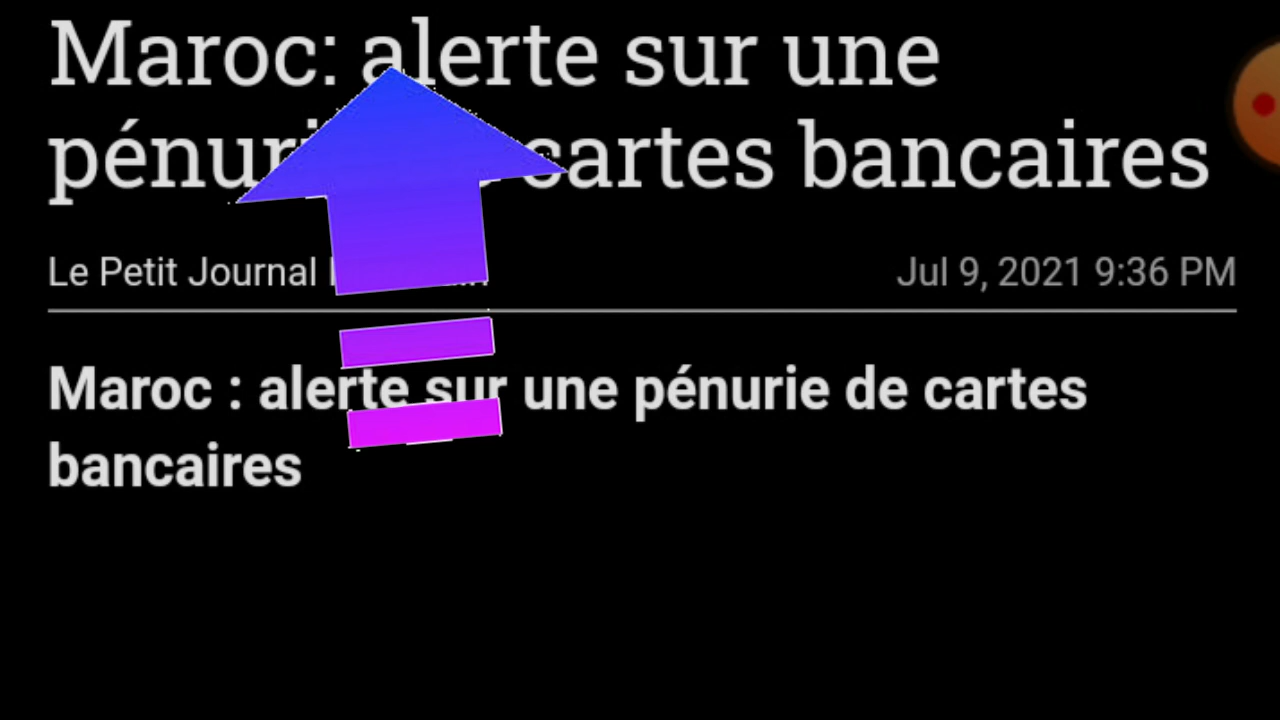 Maroc: alerte sur une
cartes bancaires
Le Petit Journal
Jul 9, 2021 9:36 PM
Maroc : alerte sur une pénurie de cartes
bancaires